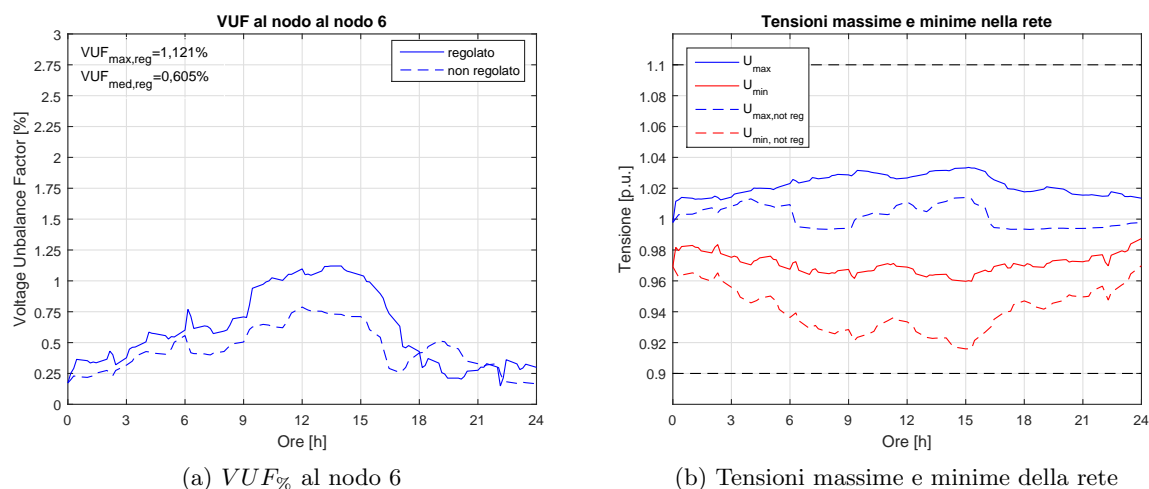 VUF al nodo al nodo 6
VUF_max,reg=1,121%
VUF_med,reg=0,605%
regolato
non regolato
Voltage Unbalance Factor [%]
3
2.75
2.5
2.25
2
1.75
1.5
1.25
1
0.75
0.5
0.25
0
0 3 6 9 12 15 18 21 24
Ore [h]
(a) VUF% al nodo 6
Tensioni massime e minime nella rete
U_max
U_min
U_max,not reg
U_min, not reg
Tensione [p.u.]
1.1
1.08
1.06
1.04
1.02
1
0.98
0.96
0.94
0.92
0.9
0 3 6 9 12 15 18 21 24
Ore [h]
(b) Tensioni massime e minime della rete